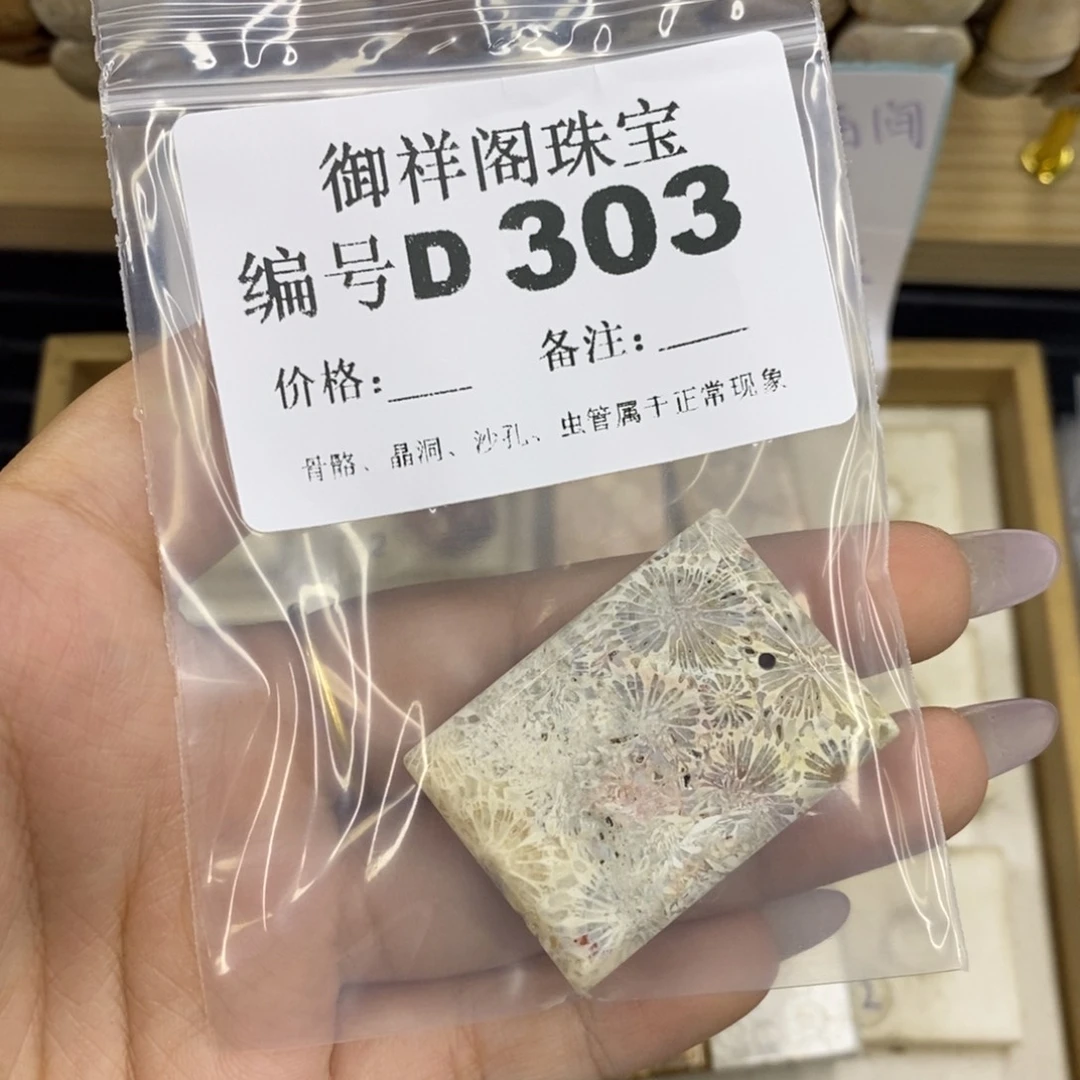 御祥阁珠宝
编号D 303
价格:____ 备注:____
骨骼、晶洞、沙孔、虫管属于正常现象